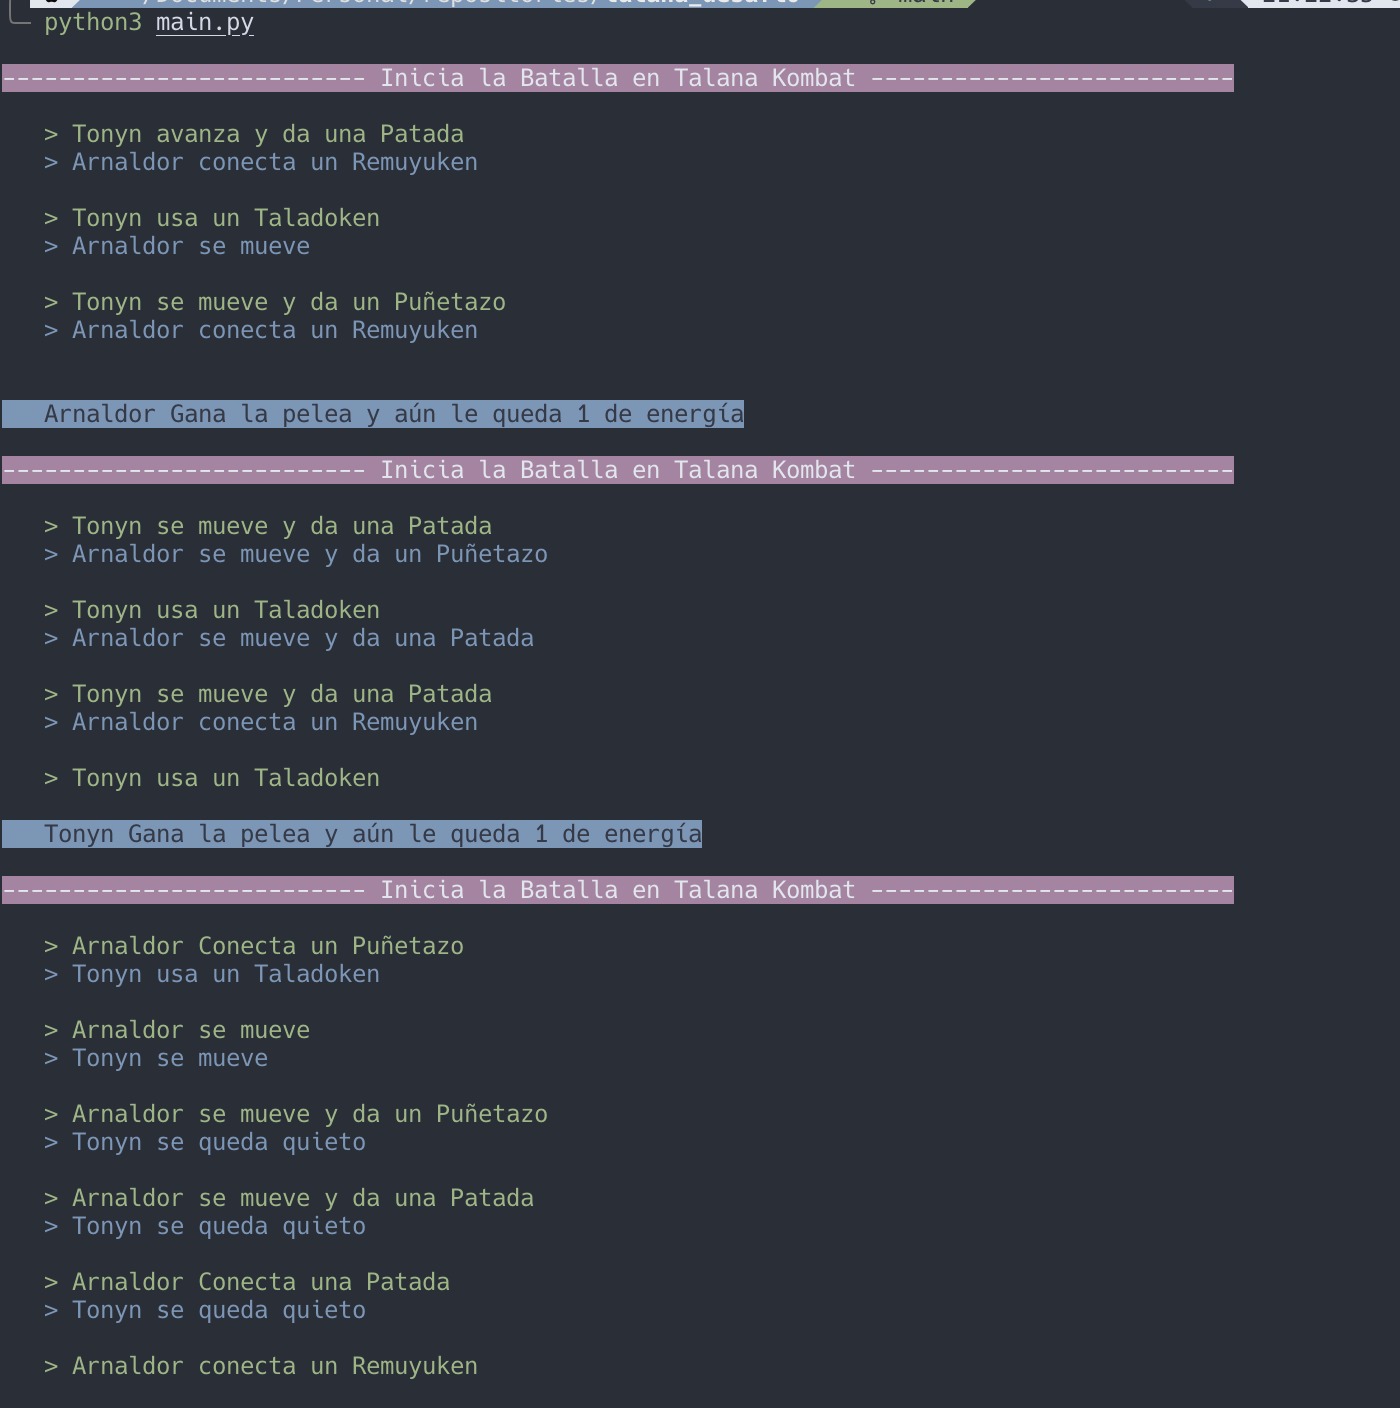 python3 main.py
-------------------------- Inicia la Batalla en Talana Kombat --------------------------
> Tonyn avanza y da una Patada
> Arnaldor conecta un Remuyuken
> Tonyn usa un Taladoken
> Arnaldor se mueve
> Tonyn se mueve y da un Puñetazo
> Arnaldor conecta un Remuyuken
Arnaldor Gana la pelea y aún le queda 1 de energía
-------------------------- Inicia la Batalla en Talana Kombat --------------------------
> Tonyn se mueve y da una Patada
> Arnaldor se mueve y da un Puñetazo
> Tonyn usa un Taladoken
> Arnaldor se mueve y da una Patada
> Tonyn se mueve y da una Patada
> Arnaldor conecta un Remuyuken
> Tonyn usa un Taladoken
Tonyn Gana la pelea y aún le queda 1 de energía
-------------------------- Inicia la Batalla en Talana Kombat --------------------------
> Arnaldor Conecta un Puñetazo
> Tonyn usa un Taladoken
> Arnaldor se mueve
> Tonyn se mueve
> Arnaldor se mueve y da un Puñetazo
> Tonyn se queda quieto
> Arnaldor se mueve y da una Patada
> Tonyn se queda quieto
> Arnaldor Conecta una Patada
> Tonyn se queda quieto
> Arnaldor conecta un Remuyuken